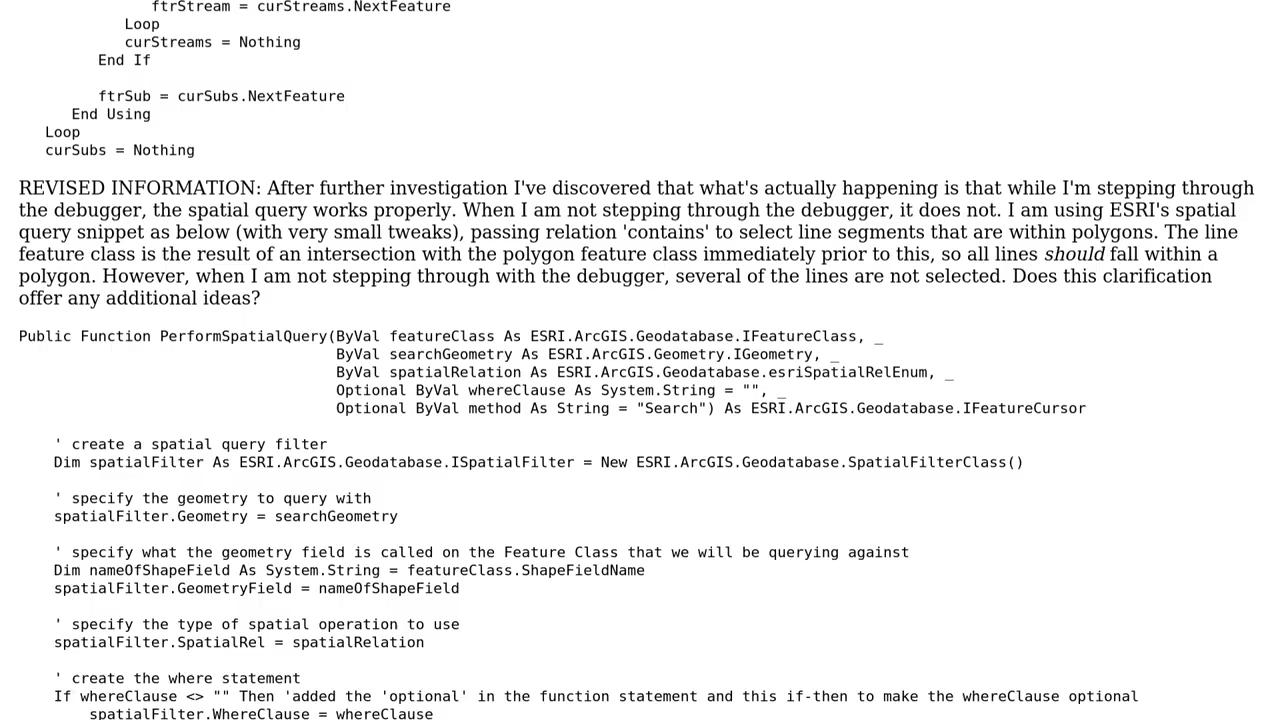 ftrStream = curStreams.NextFeature
Loop
curStreams = Nothing
End If
ftrSub = curSubs.NextFeature
End Using
Loop
curSubs = Nothing
REVISED INFORMATION: After further investigation I've discovered that what's actually happening is that while I'm stepping through
the debugger, the spatial query works properly. When I am not stepping through the debugger, it does not. I am using ESRI's spatial
query snippet as below (with very small tweaks), passing relation 'contains' to select line segments that are within polygons. The line
feature class is the result of an intersection with the polygon feature class immediately prior to this, so all lines should fall within a
polygon. However, when I am not stepping through with the debugger, several of the lines are not selected. Does this clarification
offer any additional ideas?
Public Function PerformSpatialQuery(ByVal featureClass As ESRI.ArcGIS.Geodatabase.IFeatureClass, _
ByVal searchGeometry As ESRI.ArcGIS.Geometry.IGeometry, _
ByVal spatialRelation As ESRI.ArcGIS.Geodatabase.esriSpatialRelEnum, _
Optional ByVal whereClause As System.String = "", _
Optional ByVal method As String = "Search") As ESRI.ArcGIS.Geodatabase.IFeatureCursor
' create a spatial query filter
Dim spatialFilter As ESRI.ArcGIS.Geodatabase.ISpatialFilter = New ESRI.ArcGIS.Geodatabase.SpatialFilterClass()
' specify the geometry to query with
spatialFilter.Geometry = searchGeometry
' specify what the geometry field is called on the Feature Class that we will be querying against
Dim nameOfShapeField As System.String = featureClass.ShapeFieldName
spatialFilter.GeometryField = nameOfShapeField
' specify the type of spatial operation to use
spatialFilter.SpatialRel = spatialRelation
' create the where statement
If whereClause <> "" Then 'added the 'optional' in the function statement and this if-then to make the whereClause optional
spatialFilter.WhereClause = whereClause